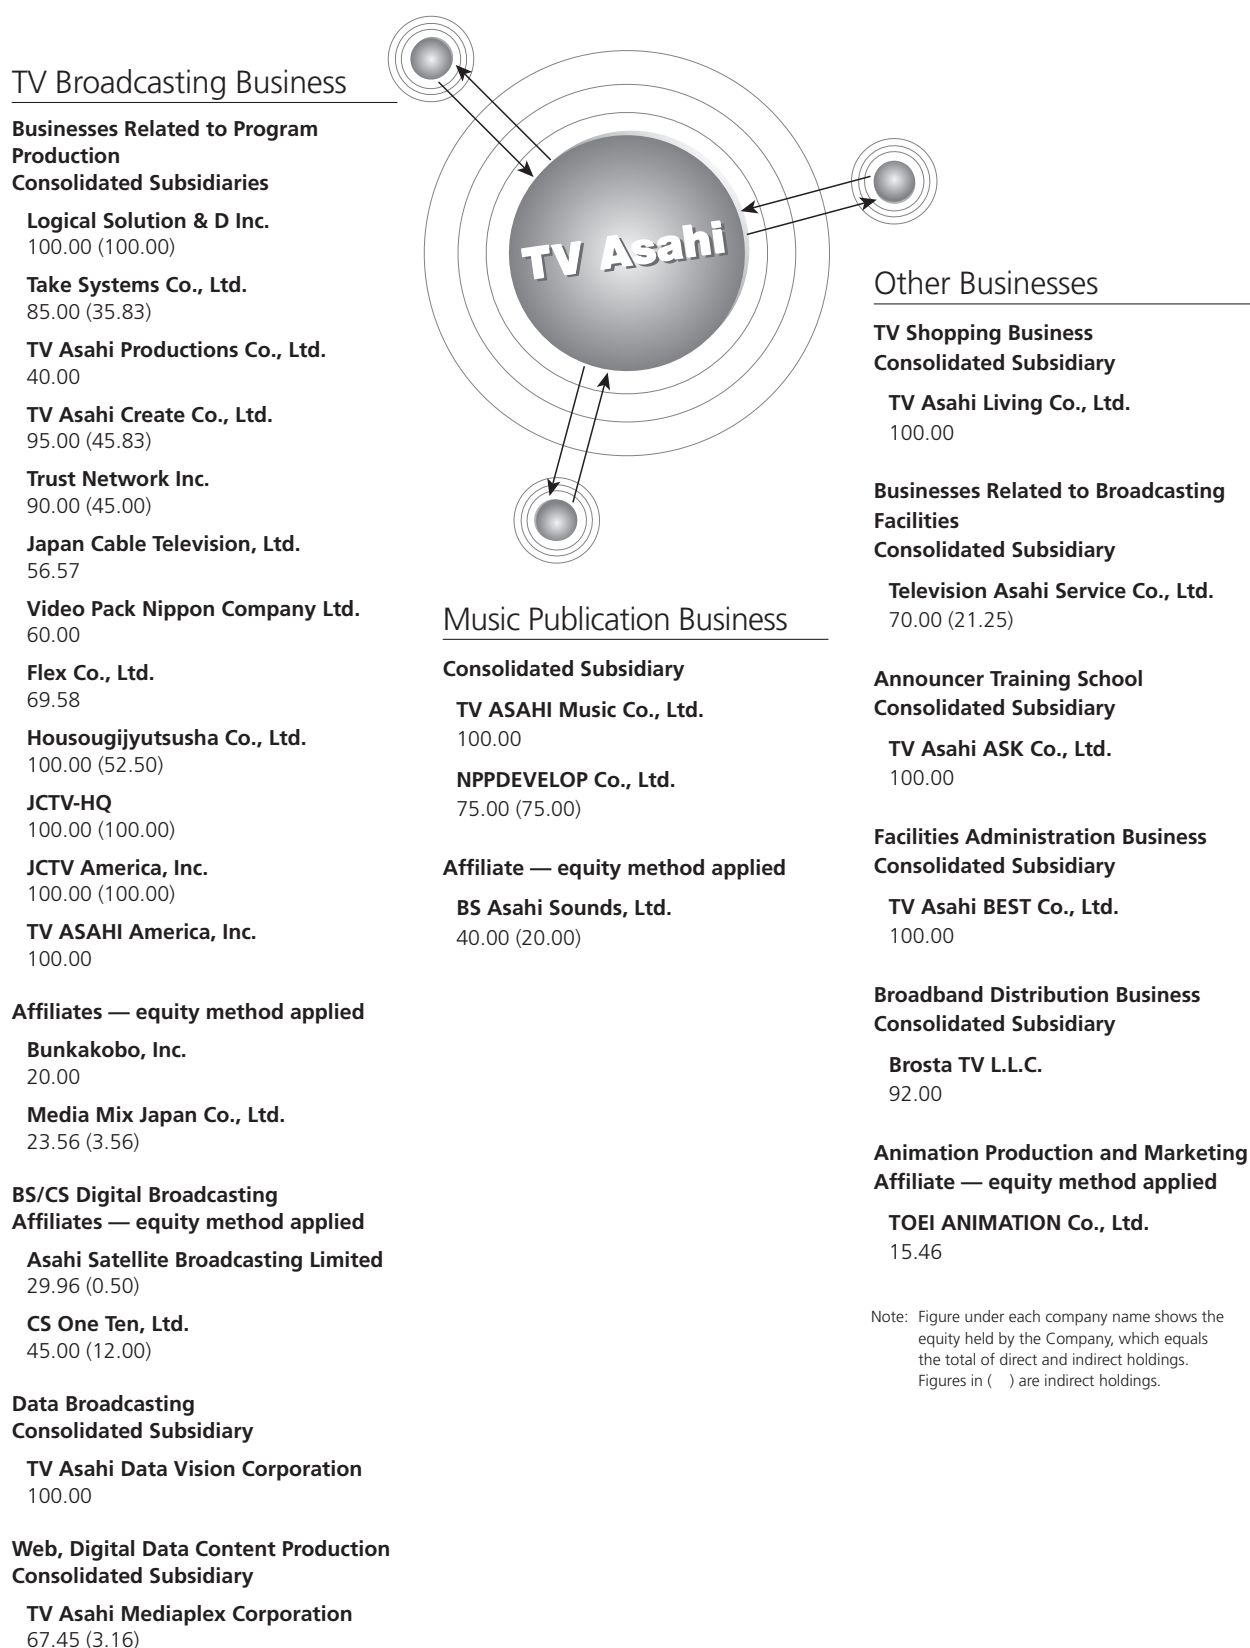 TV Broadcasting Business
Businesses Related to Program
Production
Consolidated Subsidiaries
Logical Solution & D Inc.
100.00 (100.00)
Take Systems Co., Ltd.
85.00 (35.83)
TV Asahi Productions Co., Ltd.
40.00
TV Asahi Create Co., Ltd.
95.00 (45.83)
Trust Network Inc.
90.00 (45.00)
Japan Cable Television, Ltd.
56.57
Video Pack Nippon Company Ltd.
60.00
Flex Co., Ltd.
69.58
Housougijyutsusha Co., Ltd.
100.00 (52.50)
JCTV-HQ
100.00 (100.00)
JCTV America, Inc.
100.00 (100.00)
TV ASAHI America, Inc.
100.00
Affiliates — equity method applied
Bunkakobo, Inc.
20.00
Media Mix Japan Co., Ltd.
23.56 (3.56)
BS/CS Digital Broadcasting
Affiliates — equity method applied
Asahi Satellite Broadcasting Limited
29.96 (0.50)
CS One Ten, Ltd.
45.00 (12.00)
Data Broadcasting
Consolidated Subsidiary
TV Asahi Data Vision Corporation
100.00
Web, Digital Data Content Production
Consolidated Subsidiary
TV Asahi Mediaplex Corporation
67.45 (3.16)
TV Asahi
Music Publication Business
Consolidated Subsidiary
TV ASAHI Music Co., Ltd.
100.00
NPPDEVELOP Co., Ltd.
75.00 (75.00)
Affiliate — equity method applied
BS Asahi Sounds, Ltd.
40.00 (20.00)
Other Businesses
TV Shopping Business
Consolidated Subsidiary
TV Asahi Living Co., Ltd.
100.00
Businesses Related to Broadcasting
Facilities
Consolidated Subsidiary
Television Asahi Service Co., Ltd.
70.00 (21.25)
Announcer Training School
Consolidated Subsidiary
TV Asahi ASK Co., Ltd.
100.00
Facilities Administration Business
Consolidated Subsidiary
TV Asahi BEST Co., Ltd.
100.00
Broadband Distribution Business
Consolidated Subsidiary
Brosta TV L.L.C.
92.00
Animation Production and Marketing
Affiliate — equity method applied
TOEI ANIMATION Co., Ltd.
15.46
Note: Figure under each company name shows the
equity held by the Company, which equals
the total of direct and indirect holdings.
Figures in (   ) are indirect holdings.